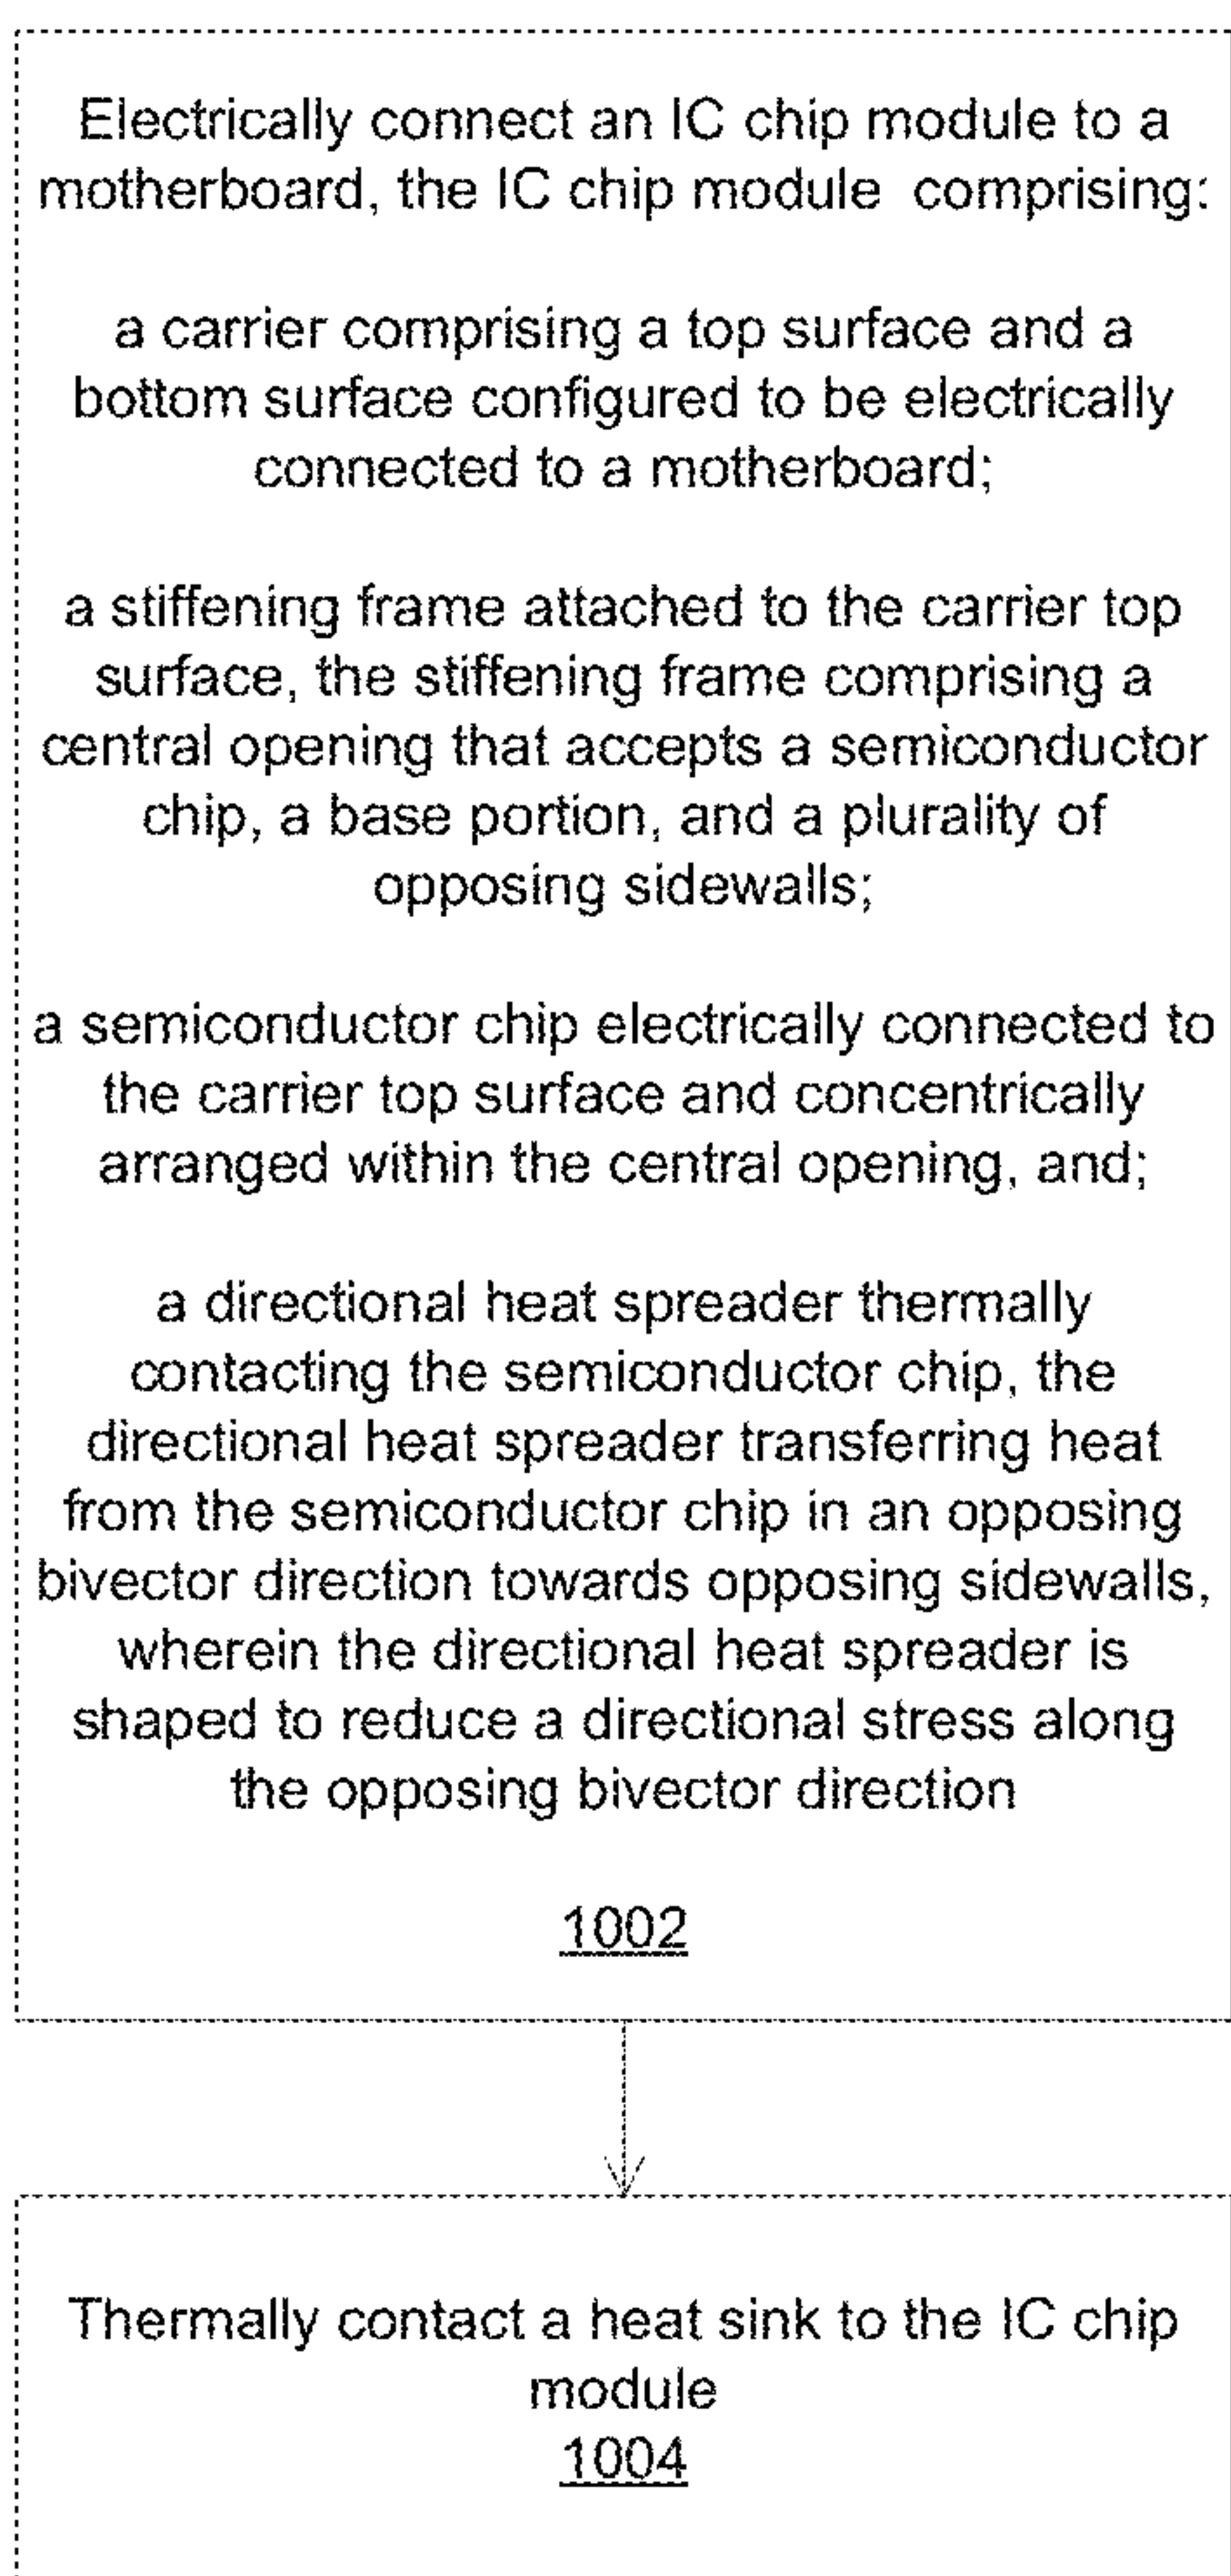 Electrically connect an IC chip module to a
motherboard, the IC chip module comprising:
a carrier comprising a top surface and a
bottom surface configured to be electrically
connected to a motherboard;
a stiffening frame attached to the carrier top
surface, the stiffening frame comprising a
central opening that accepts a semiconductor
chip, a base portion, and a plurality of
opposing sidewalls;
a semiconductor chip electrically connected to
the carrier top surface and concentrically
arranged within the central opening, and;
a directional heat spreader thermally
contacting the semiconductor chip, the
directional heat spreader transferring heat
from the semiconductor chip in an opposing
bivector direction towards opposing sidewalls,
wherein the directional heat spreader is
shaped to reduce a directional stress along
the opposing bivector direction
1002
Thermally contact a heat sink to the IC chip
module
1004